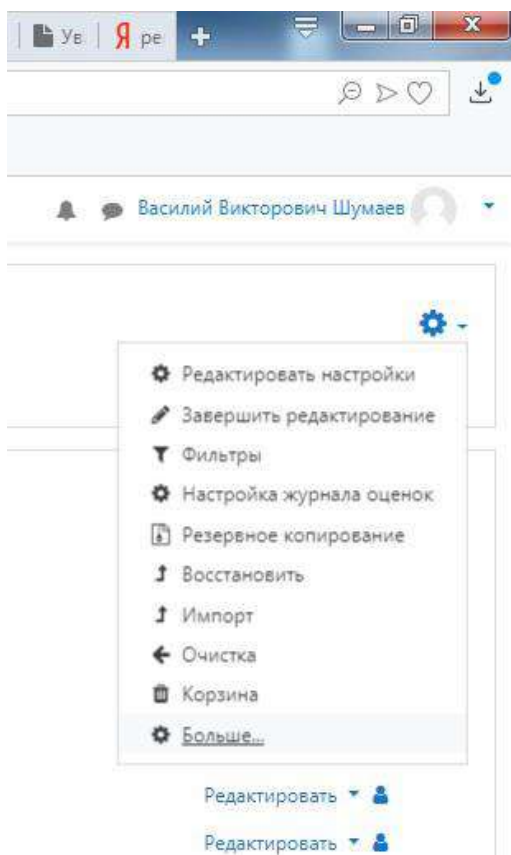 Ув Я ре
Василий Викторович Шумаев
Редактировать настройки
Завершить редактирование
Фильтры
Настройка журнала оценок
Резервное копирование
Восстановить
Импорт
Очистка
Корзина
Больше...
Редактировать
Редактировать